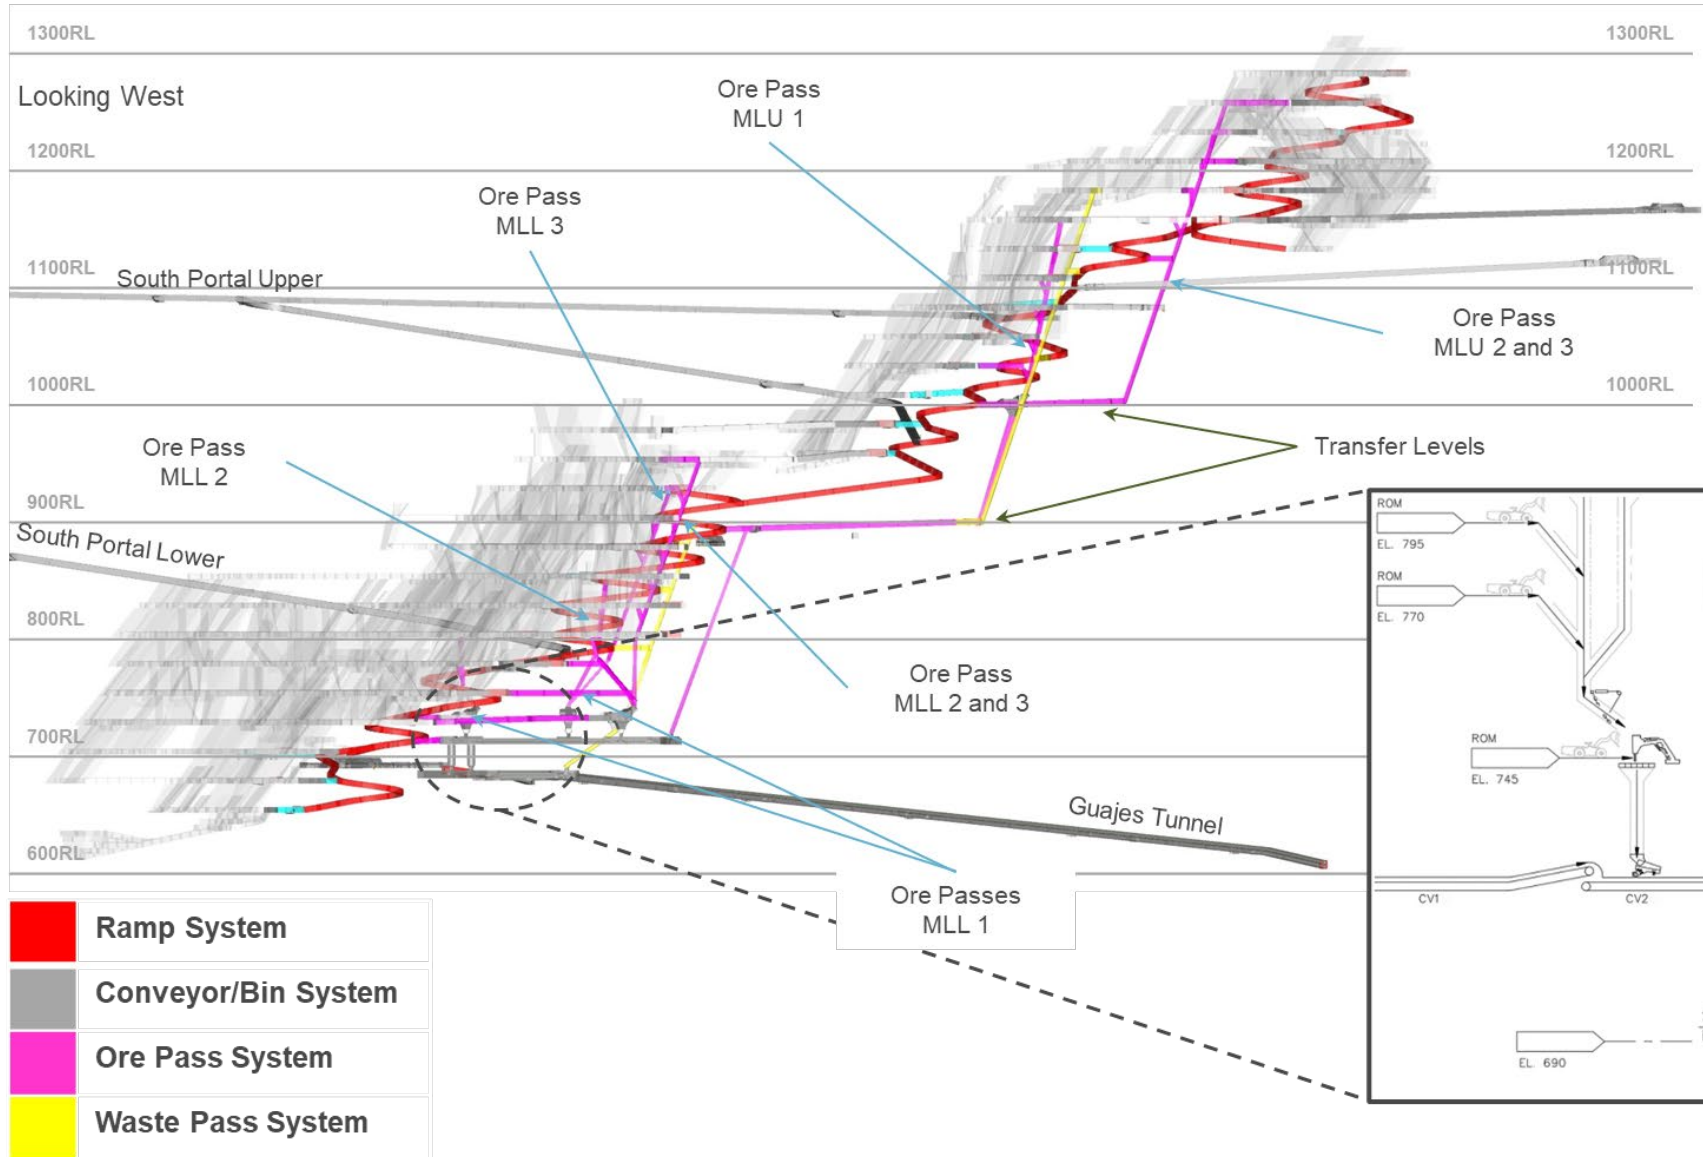 1300RL
1300RL
Looking West
Ore Pass
MLU 1
1200RL
1200RL
Ore Pass
MLL 3
1100RL
1100RL
South Portal Upper
Ore Pass
MLU 2 and 3
1000RL
1000RL
Ore Pass
MLL 2
Transfer Levels
900RL
South Portal Lower
800RL
Ore Pass
MLL 2 and 3
700RL
Guajes Tunnel
600RL
Ore Passes
MLL 1
ROM
EL. 795
ROM
EL. 770
ROM
EL. 745
CV1
CV2
EL. 690
Ramp System
Conveyor/Bin System
Ore Pass System
Waste Pass System